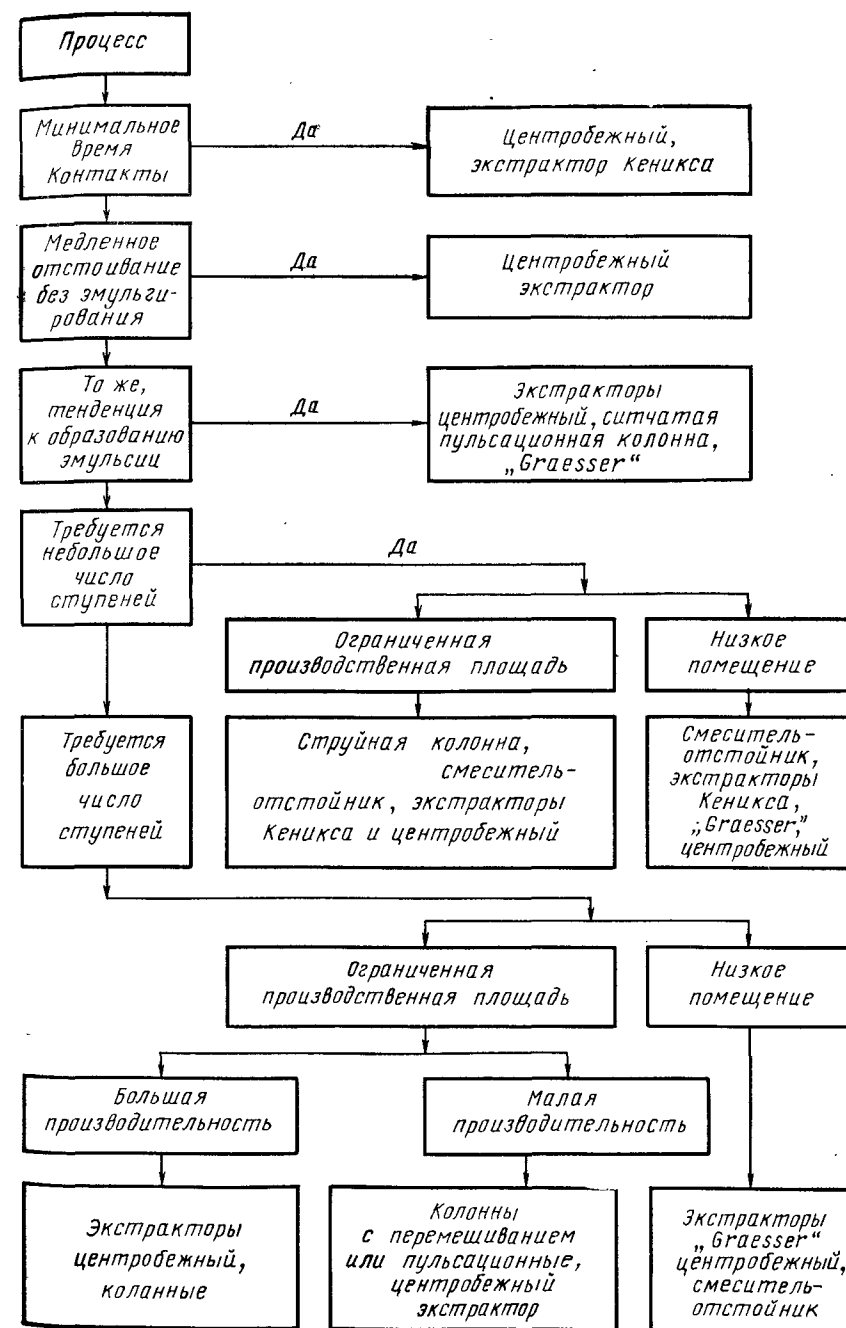 Процесс
Минимальное
время
Контакты
Да
Центробежный,
экстрактор Кеникса
Медленное
отстоивание
без эмульги-
рования
Да
Центробежный
экстрактор
То же,
тенденция
к образованию
эмульсии
Да
Экстракторы
центробежный, ситчатая
пульсационная колонна,
„Graesser“
Требуется
небольшое
число
ступеней
Да
Ограниченная
производственная площадь
Низкое
помещение
Требуется
большое
число
ступеней
Струйная колонна,
смеситель-
отстойник, экстракторы
Кеникса и центробежный
Смеситель-
отстойник,
экстракторы
Кеникса,
„Graesser,”
центробежный
Ограниченная
производственная площадь
Низкое
помещение
Большая
производительность
Малая
производительность
Экстракторы
центробежный,
коланные
Колонны
с перемешиванием
или пульсационные,
центробежный
экстрактор
Экстракторы
„Graesser“
центробежный,
смеситель-
отстойник